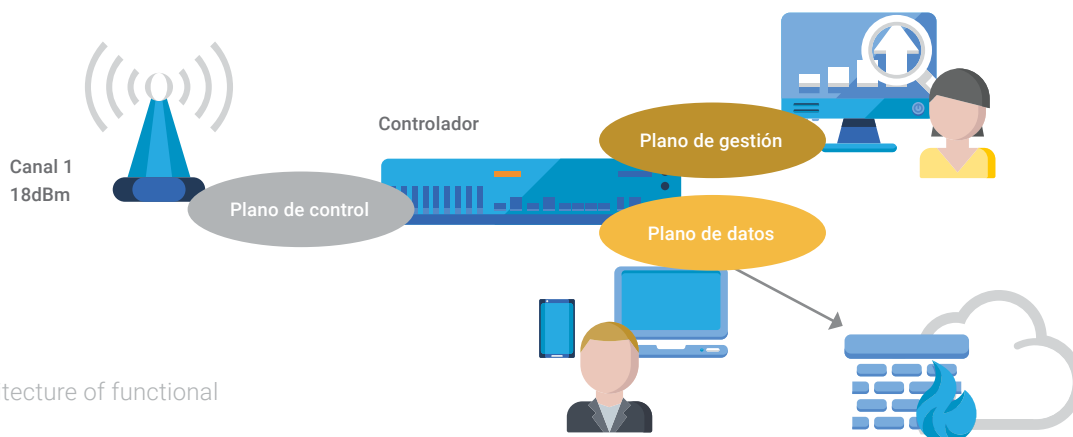 Controlador
Plano de gestión
Canal 1
18dBm
Plano de control
Plano de datos
tecture of functional